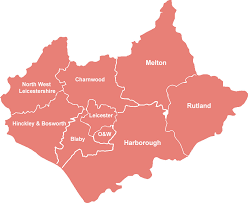 Melton
North West
Leicestershire
Charnwood
Rutland
Hinckley & Bosworth
Leicester
Blaby
O&W
Harborough